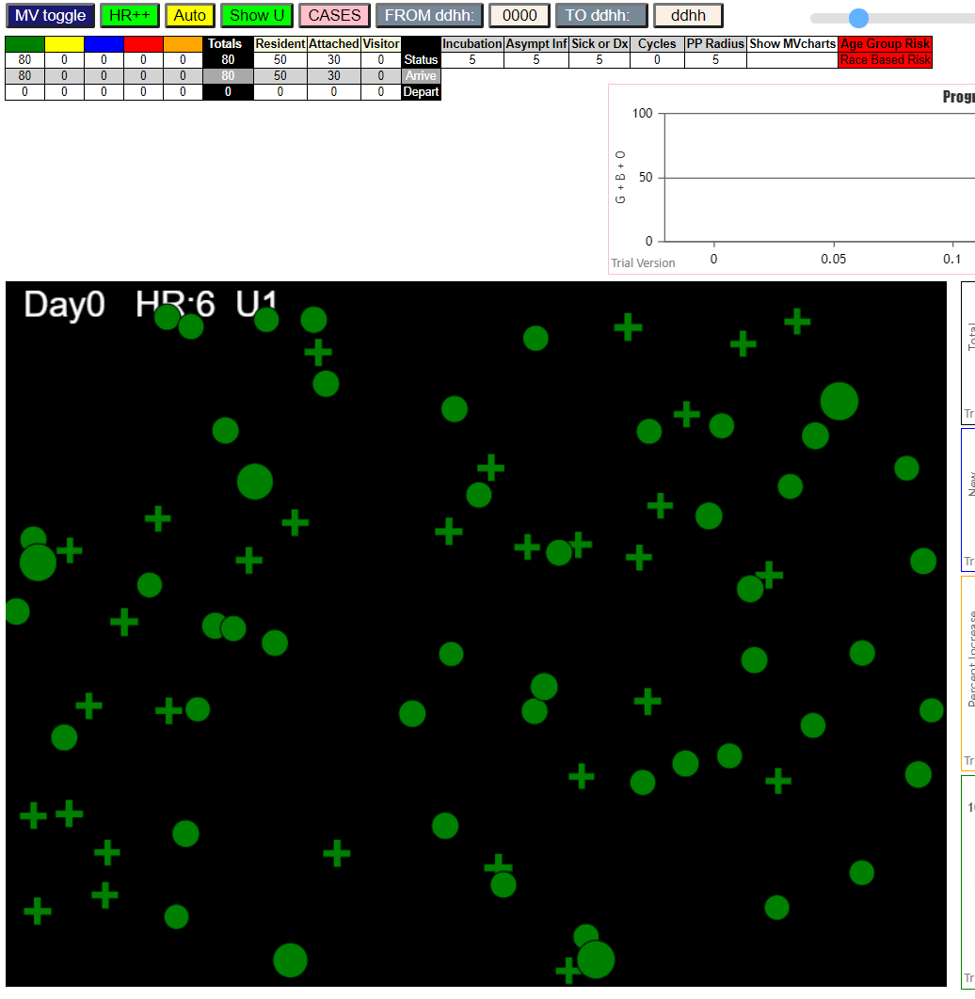 MV toggle HR++ Auto Show U CASES FROM ddhh: 0000 TO ddhh: ddhh
Totals Resident Attached Visitor Incubation Asympt Inf Sick or Dx Cycles PP Radius Show MVcharts Age Group Risk
80 0 0 0 0 80 50 30 0 Status 5 5 5 0 5 Race Based Risk
80 0 0 0 0 80 50 30 0 Arrive
0 0 0 0 0 0 0 0 0 Depart
Progr
100
50
0
G + B + O
0 0.05 0.1
Trial Version
Day0 HR:6 U1
Total
Tr
New
Tr
Percent Increase
Tr
10
Tr